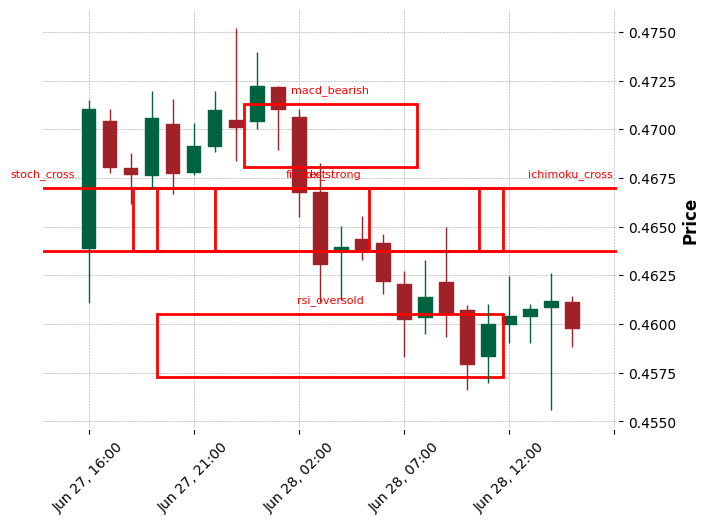 0.4750
0.4725
macd_bearish
0.4700
stoch_cross
strong
ichimoku_cross
0.4675
0.4650
Price
0.4625
rsi_oversold
0.4600
0.4575
0.4550
Jun 27, 16:00
Jun 27, 21:00
Jun 28, 02:00
Jun 28, 07:00
Jun 28, 12:00